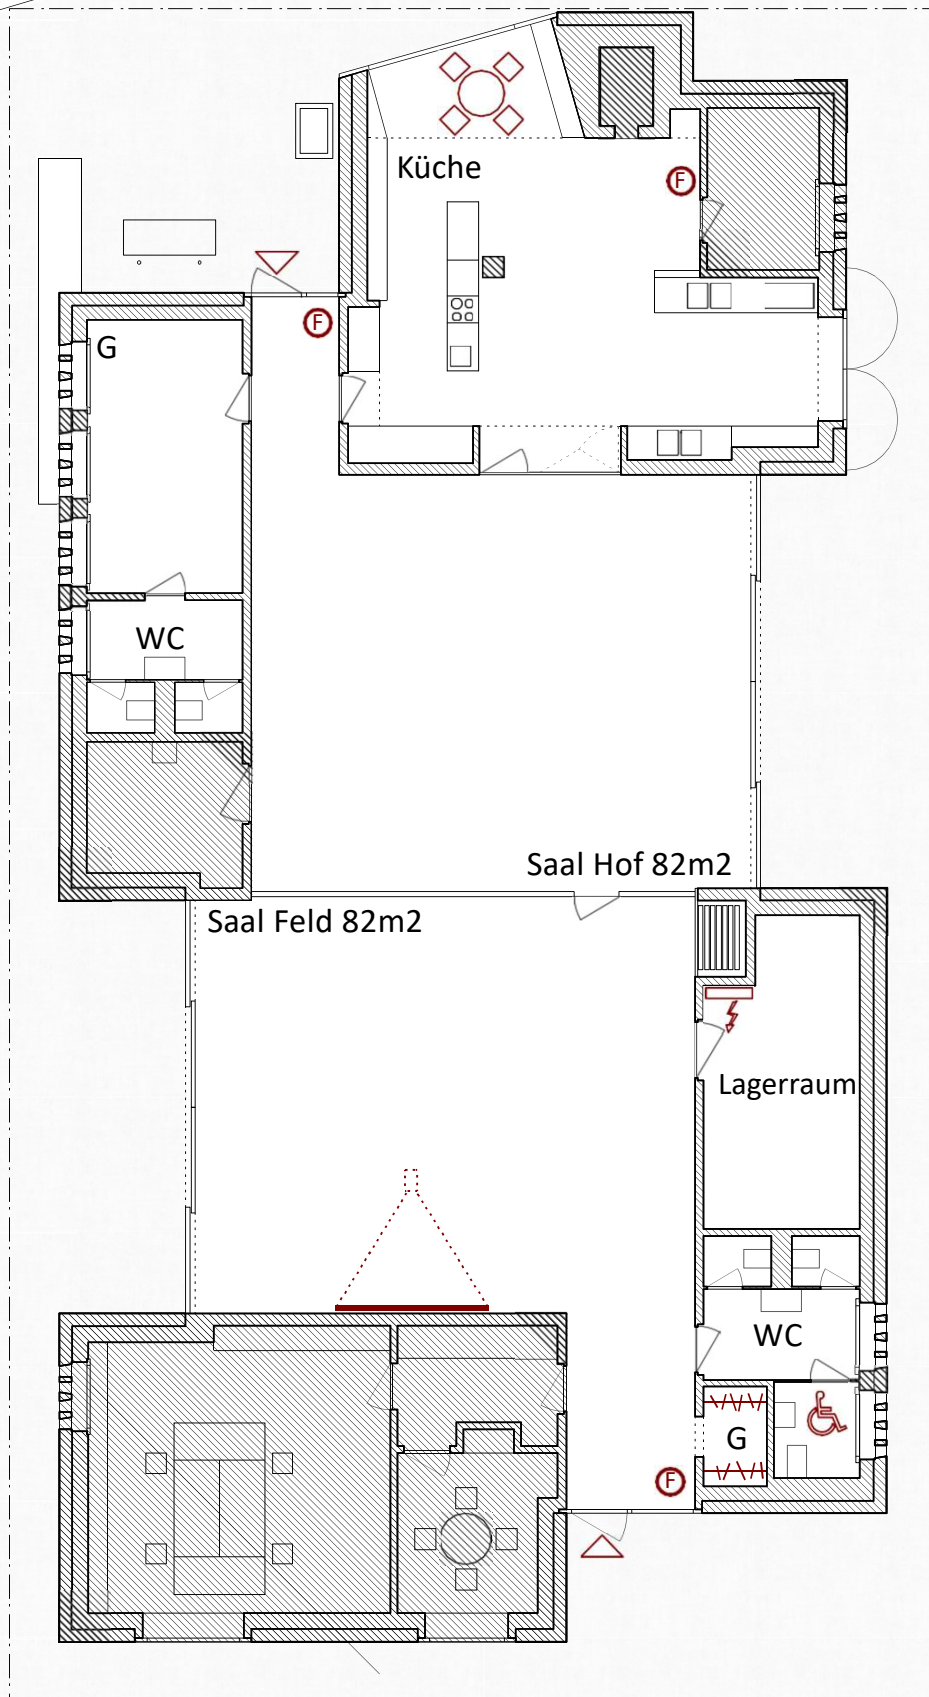 Küche
F
F
G
WC
Saal Hof 82m2
Saal Feld 82m2
Lagerraum
WC
G
F